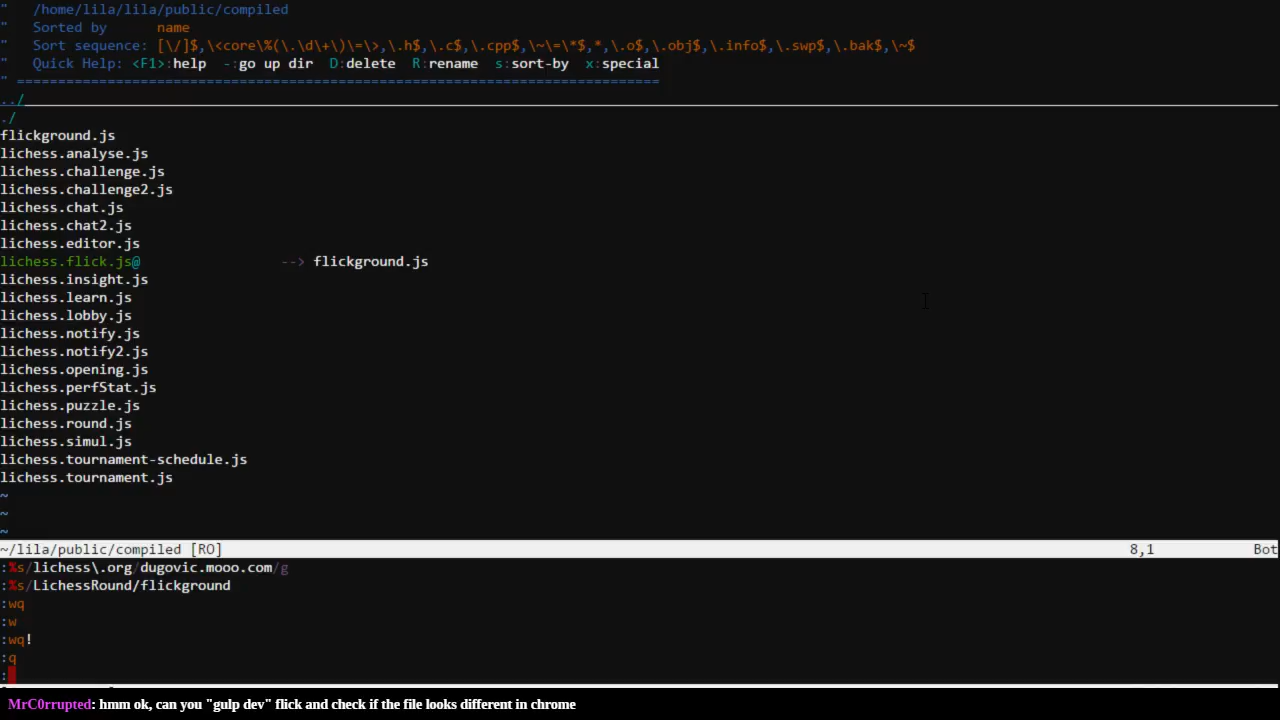 "   /home/lila/lila/public/compiled
"   Sorted by      name
"   Sort sequence: [\/]$,\<core\%(\.\d\+\)\=\>,\.h$,\.c$,\.cpp$,\~\=\*$,*,\.o$,\.obj$,\.info$,\.swp$,\.bak$,\~$
"   Quick Help: <F1>:help  -:go up dir  D:delete  R:rename  s:sort-by  x:special
" ==============================================================================
../
./
flickground.js
lichess.analyse.js
lichess.challenge.js
lichess.challenge2.js
lichess.chat.js
lichess.chat2.js
lichess.editor.js
lichess.flick.js@                 --> flickground.js
lichess.insight.js
lichess.learn.js
lichess.lobby.js
lichess.notify.js
lichess.notify2.js
lichess.opening.js
lichess.perfStat.js
lichess.puzzle.js
lichess.round.js
lichess.simul.js
lichess.tournament-schedule.js
lichess.tournament.js
~
~
~
~/lila/public/compiled [RO]                    8,1            Bot
:%s/lichess\.org/dugovic.mooo.com/g
:%s/LichessRound/flickground
:wq
:w
:wq!
:q
:
MrC0rrupted: hmm ok, can you "gulp dev" flick and check if the file looks different in chrome